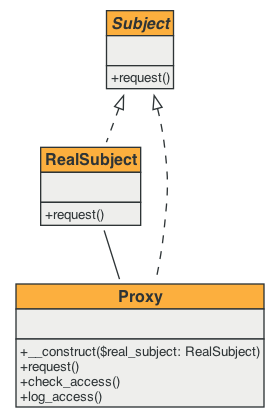 Subject
+request()
RealSubject
+request()
Proxy
+__construct($real_subject: RealSubject)
+request()
+check_access()
+log_access()